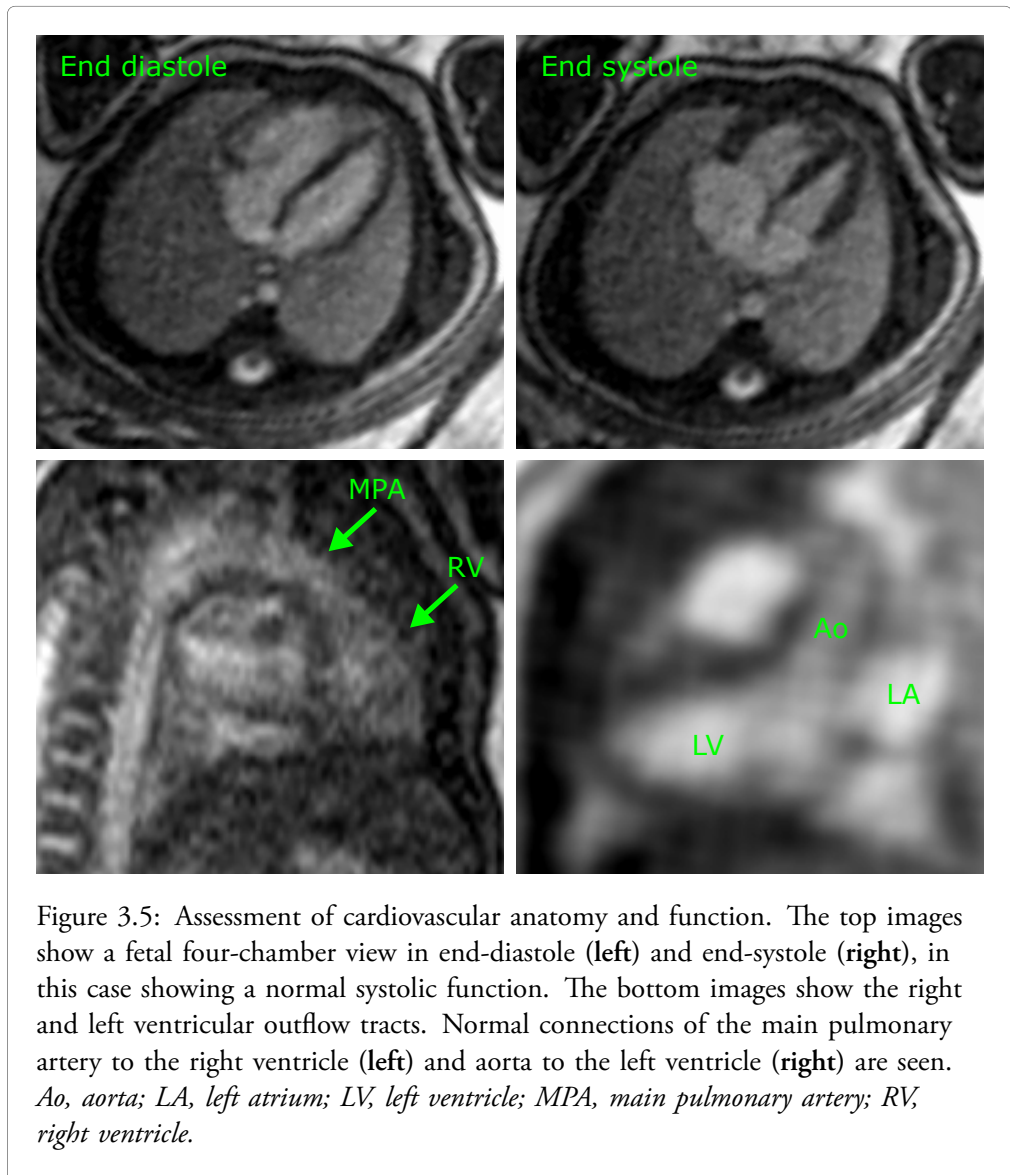 End diastole
End systole
MPA
RV
Ao
LA
LV
Figure 3.5: Assessment of cardiovascular anatomy and function. The top images
show a fetal four-chamber view in end-diastole (left) and end-systole (right), in
this case showing a normal systolic function. The bottom images show the right
and left ventricular outflow tracts. Normal connections of the main pulmonary
artery to the right ventricle (left) and aorta to the left ventricle (right) are seen.
Ao, aorta; LA, left atrium; LV, left ventricle; MPA, main pulmonary artery; RV,
right ventricle.